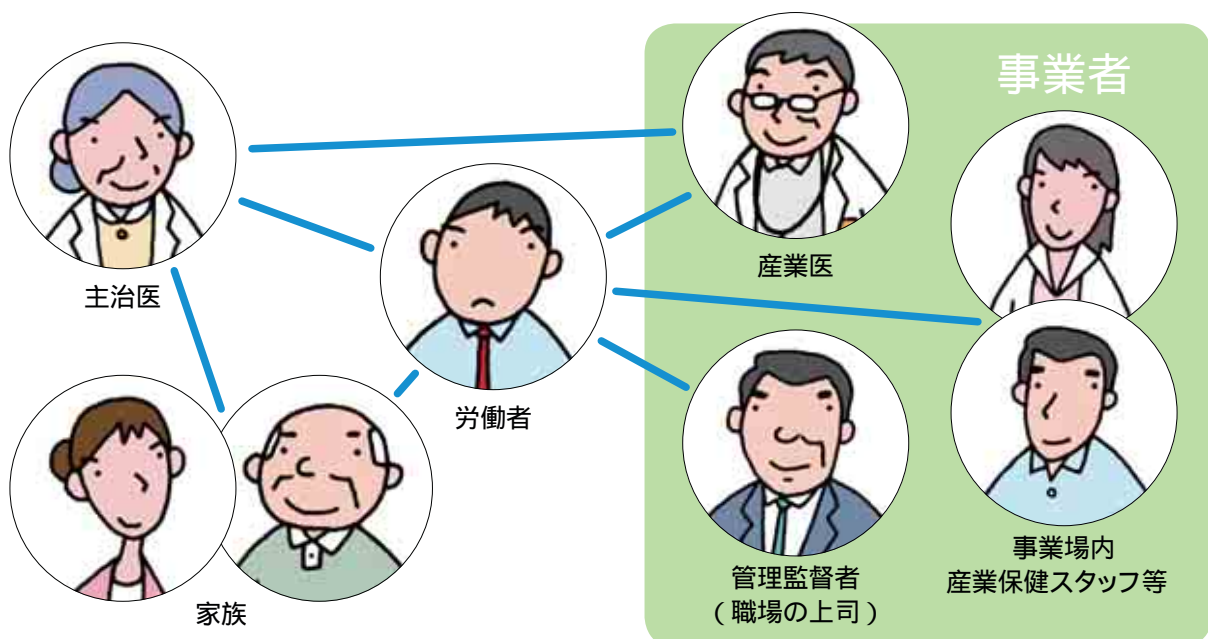 事業者
主治医
産業医
労働者
家族
管理監督者
(職場の上司)
事業場内
産業保健スタッフ等